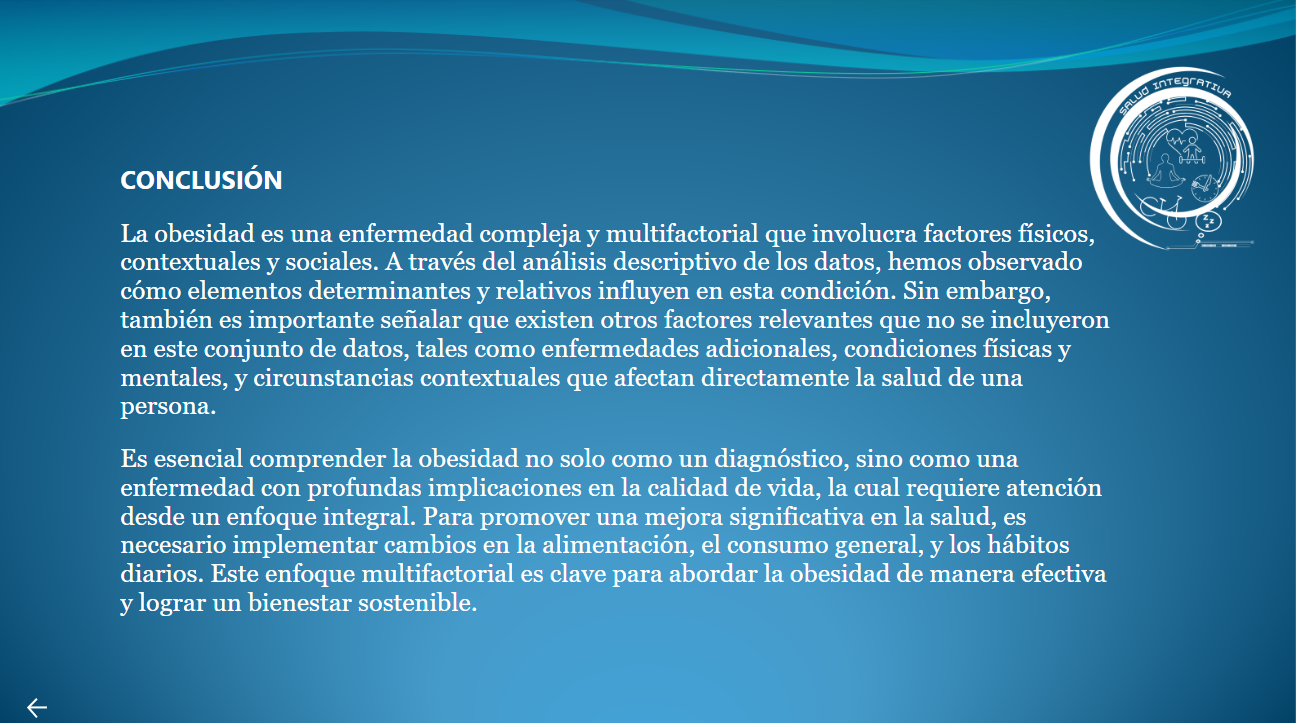 SALUD INTEGRATIVA
CONCLUSIÓN
La obesidad es una enfermedad compleja y multifactorial que involucra factores físicos,
contextuales y sociales. A través del análisis descriptivo de los datos, hemos observado
cómo elementos determinantes y relativos influyen en esta condición. Sin embargo,
también es importante señalar que existen otros factores relevantes que no se incluyeron
en este conjunto de datos, tales como enfermedades adicionales, condiciones físicas y
mentales, y circunstancias contextuales que afectan directamente la salud de una
persona.
Es esencial comprender la obesidad no solo como un diagnóstico, sino como una
enfermedad con profundas implicaciones en la calidad de vida, la cual requiere atención
desde un enfoque integral. Para promover una mejora significativa en la salud, es
necesario implementar cambios en la alimentación, el consumo general, y los hábitos
diarios. Este enfoque multifactorial es clave para abordar la obesidad de manera efectiva
y lograr un bienestar sostenible.